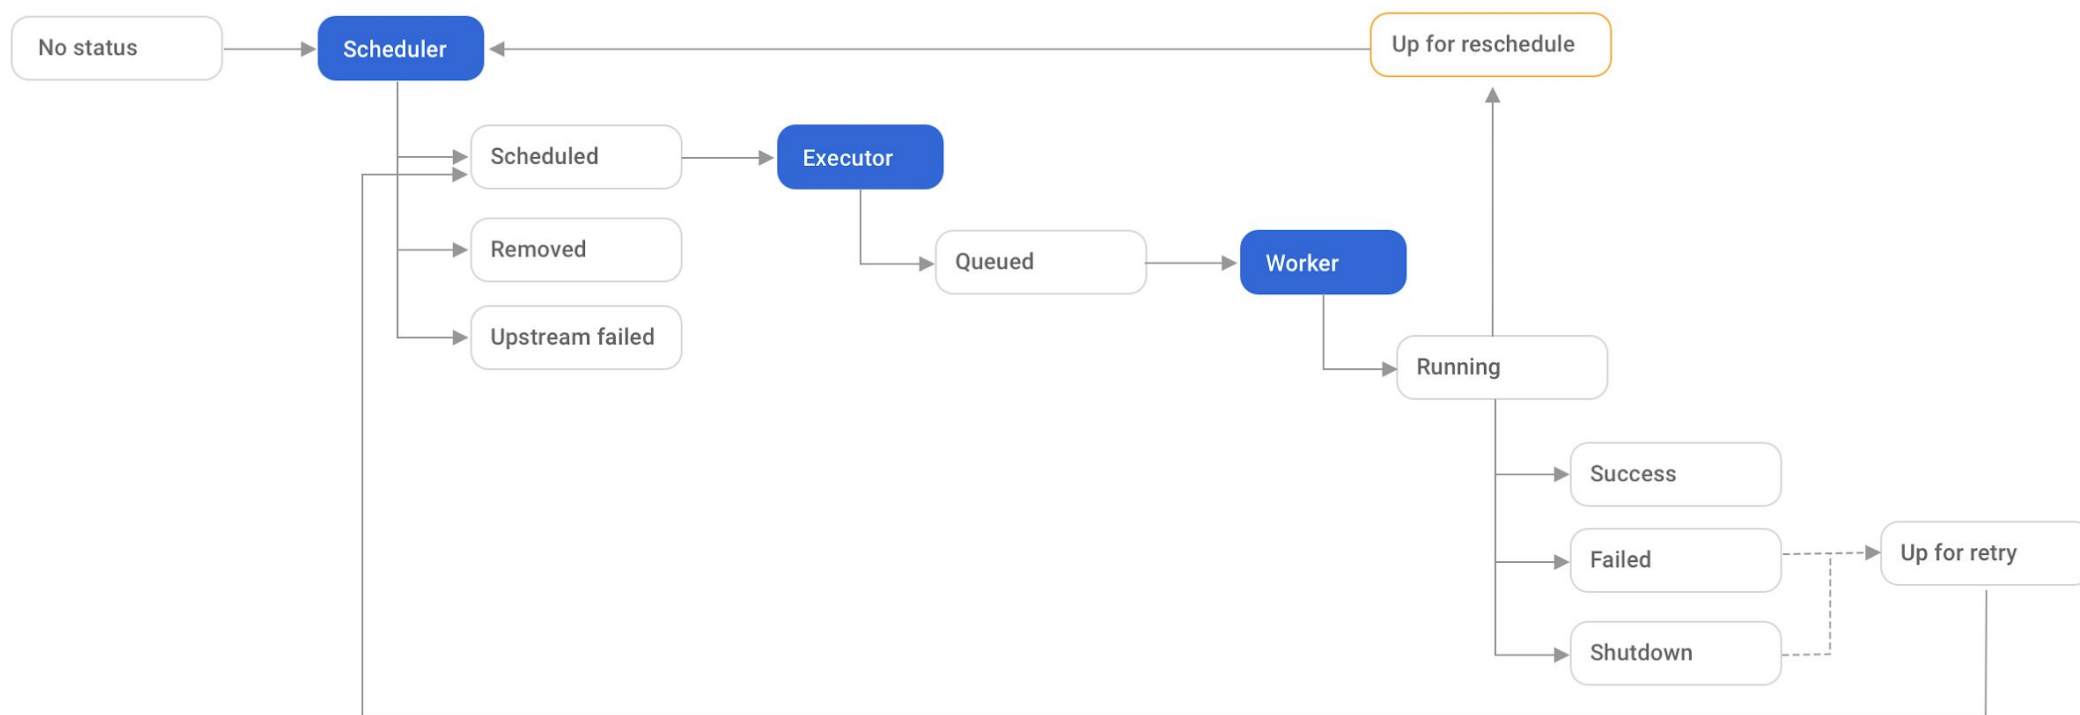 No status
Scheduler
Up for reschedule
Scheduled
Executor
Removed
Queued
Worker
Upstream failed
Running
Success
Failed
Up for retry
Shutdown